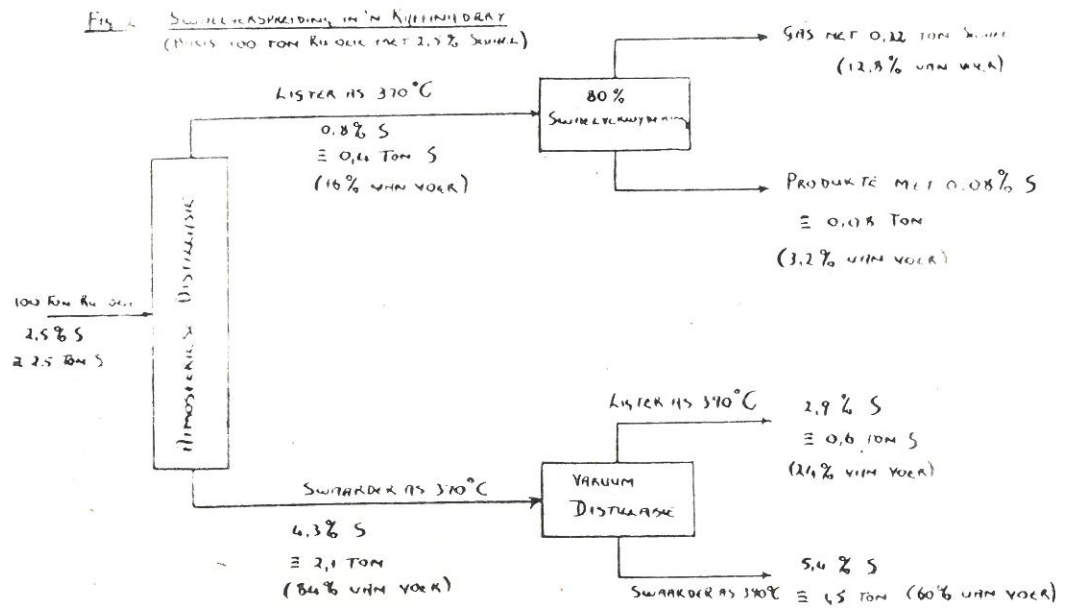 Fig
SWAELVERSPREIDING IN 'N RAFFINADERY
(BASIS 100 TON RU OLIE MET 2,5% SWAEL)
GAS MET 0,32 TON SWAEL
(12,8% VAN VOER)
LIGTER AS 370°C
0,8% S
≡ 0,4 TON S
(16% VAN VOER)
80%
SWAELVERWYDERING
PRODUKTE MET 0.08% S
≡ 0,08 TON
(3,2% VAN VOER)
ATMOSFERIESE DISTILLASIE
100 TON RU OLIE
2,5% S
≡ 2.5 TON S
LIGTER AS
2,9 % S
≡ 0,6 TON S
(24% VAN VOER)
SWAARDER AS 370°C
4,3% S
≡ 2,1 TON
(84% VAN VOER)
VAKUUM
DISTILLASIE
5,4 % S
SWAARDER AS
≡ 1,5 TON (60% VAN VOER)